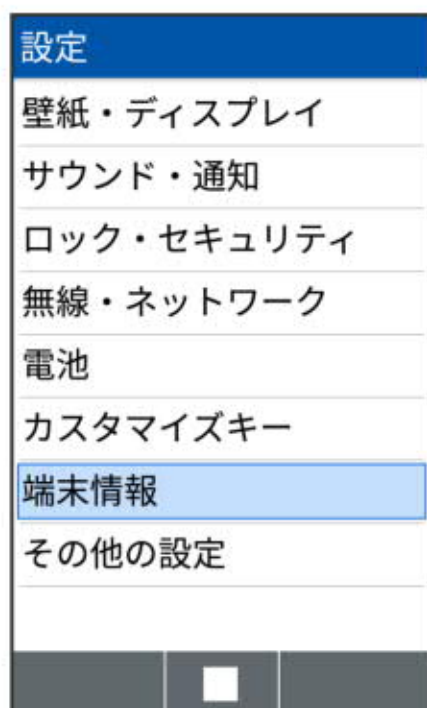 設定
壁紙・ディスプレイ
サウンド・通知
ロック・セキュリティ
無線・ネットワーク
電池
カスタマイズキー
端末情報
その他の設定